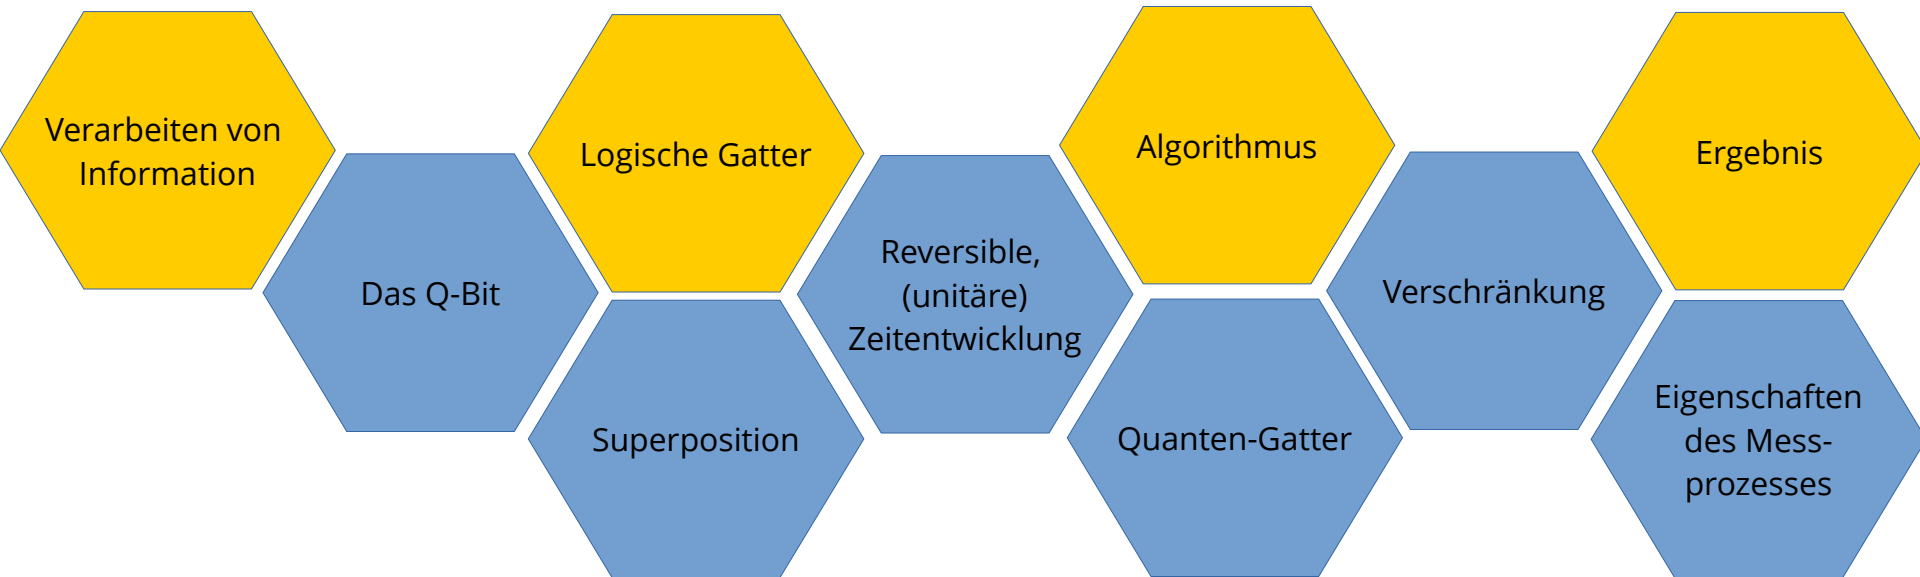 Verarbeiten von
Information
Das Q-Bit
Logische Gatter
Superposition
Reversible,
(unitäre)
Zeitentwicklung
Algorithmus
Quanten-Gatter
Verschränkung
Ergebnis
Eigenschaften
des Mess-
prozesses